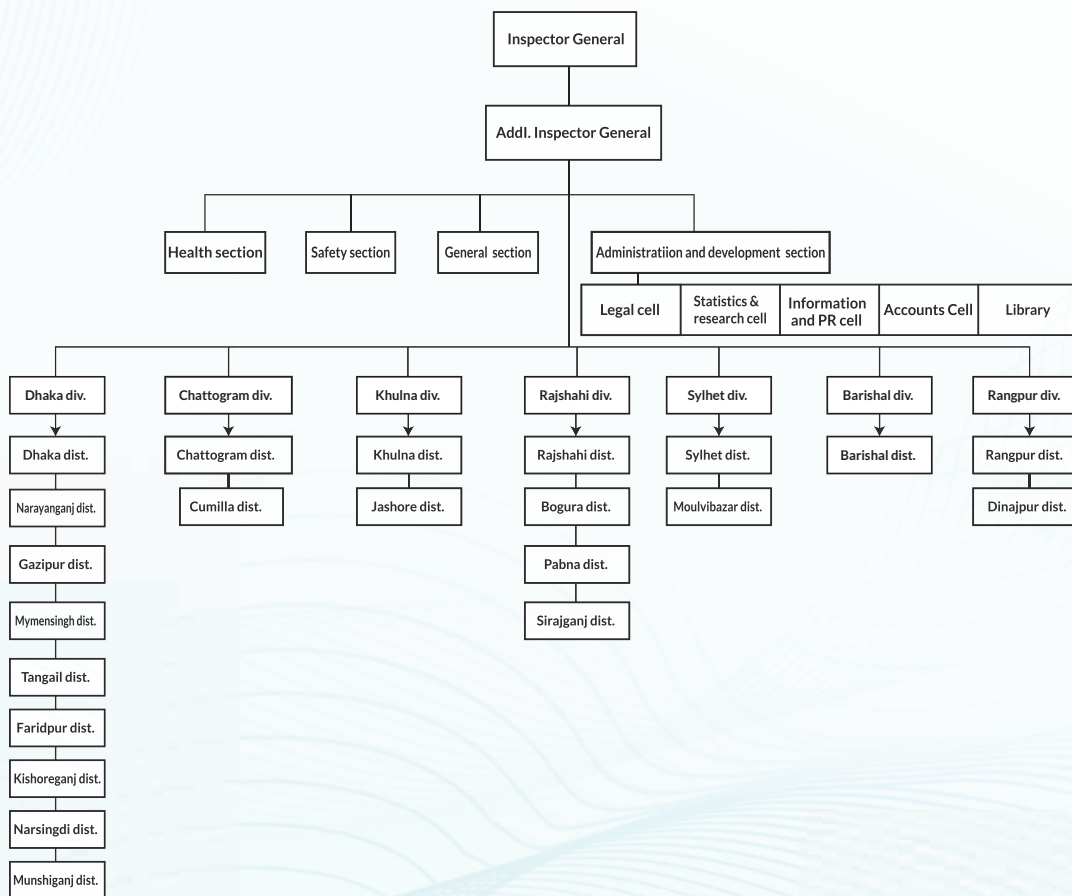 Inspector General
Addl. Inspector General
Health section
Safety section
General section
Administratiion and development section
Legal cell
Statistics &
research cell
Information
and PR cell
Accounts Cell
Library
Dhaka div.
Chattogram div.
Khulna div.
Rajshahi div.
Sylhet div.
Barishal div.
Rangpur div.
Dhaka dist.
Chattogram dist.
Khulna dist.
Rajshahi dist.
Sylhet dist.
Barishal dist.
Rangpur dist.
Narayanganj dist.
Cumilla dist.
Jashore dist.
Bogura dist.
Moulvibazar dist.
Dinajpur dist.
Gazipur dist.
Pabna dist.
Mymensingh dist.
Sirajganj dist.
Tangail dist.
Faridpur dist.
Kishoreganj dist.
Narsingdi dist.
Munshiganj dist.